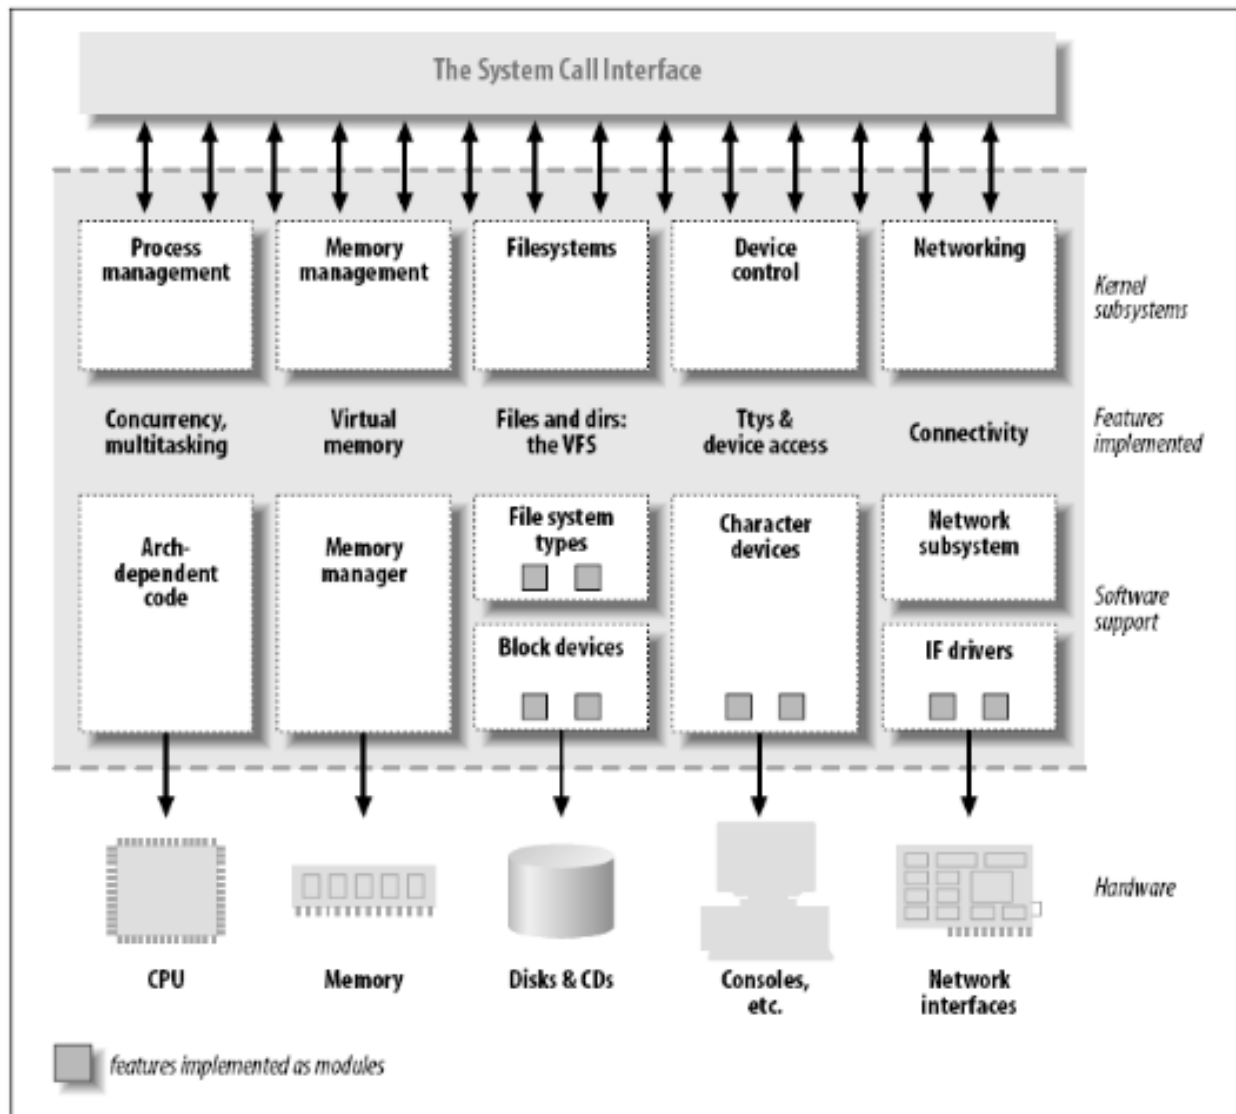 The System Call Interface
Process
management
Memory
management
Filesystems
Device
control
Networking
Kernel
subsystems
Concurrency,
multitasking
Virtual
memory
Files and dirs:
the VFS
Ttys &
device access
Connectivity
Features
implemented
Arch-
dependent
code
Memory
manager
File system
types
Block devices
Character
devices
Network
subsystem
IF drivers
Software
support
Hardware
CPU
Memory
Disks & CDs
Consoles,
etc.
Network
interfaces
features implemented as modules